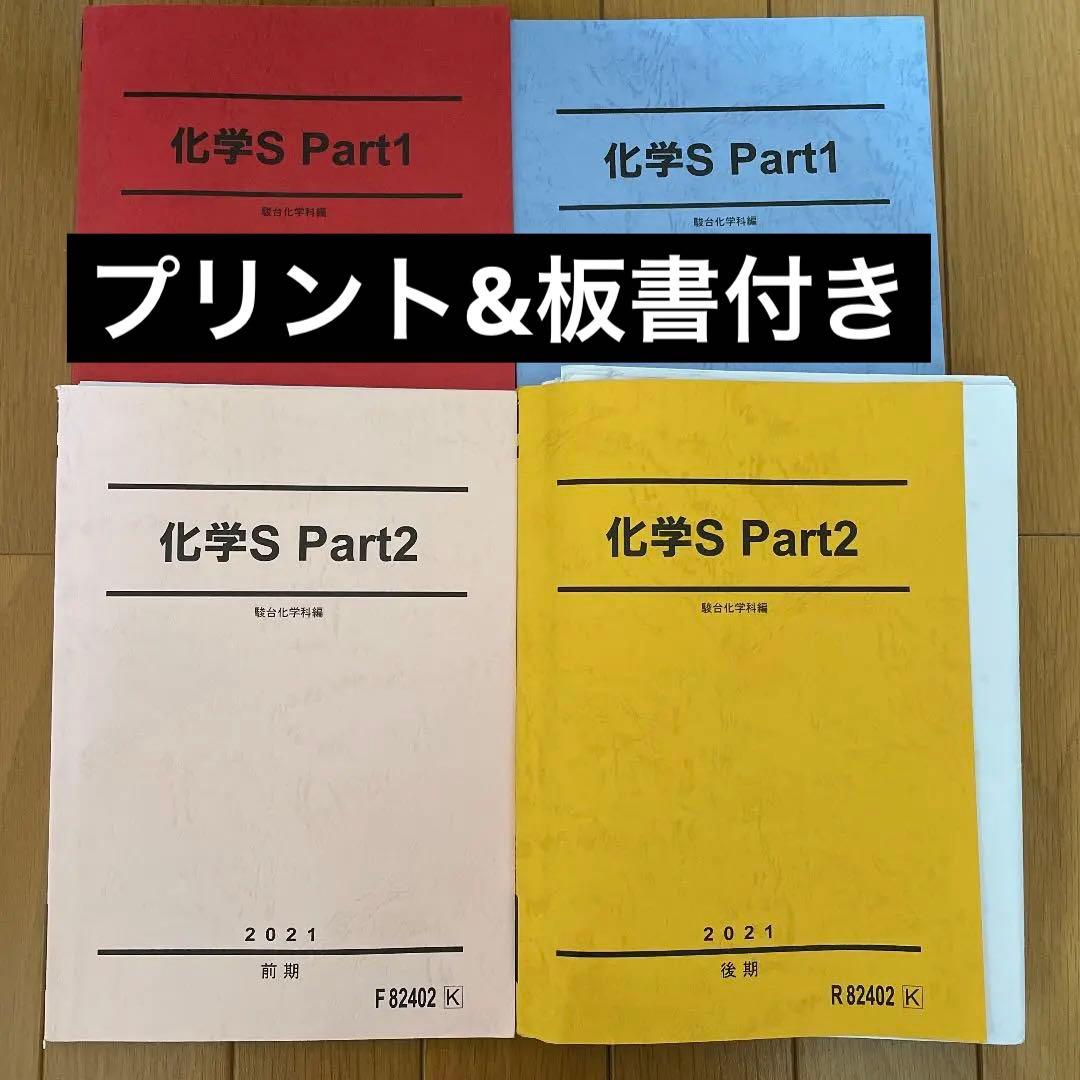 化学S Part1
駿台化学科編
化学S Part1
駿台化学科編
プリント&板書付き
化学S Part2
駿台化学科編
2021
前期
F82402 K
化学S Part2
駿台化学科編
2021
後期
R82402 K